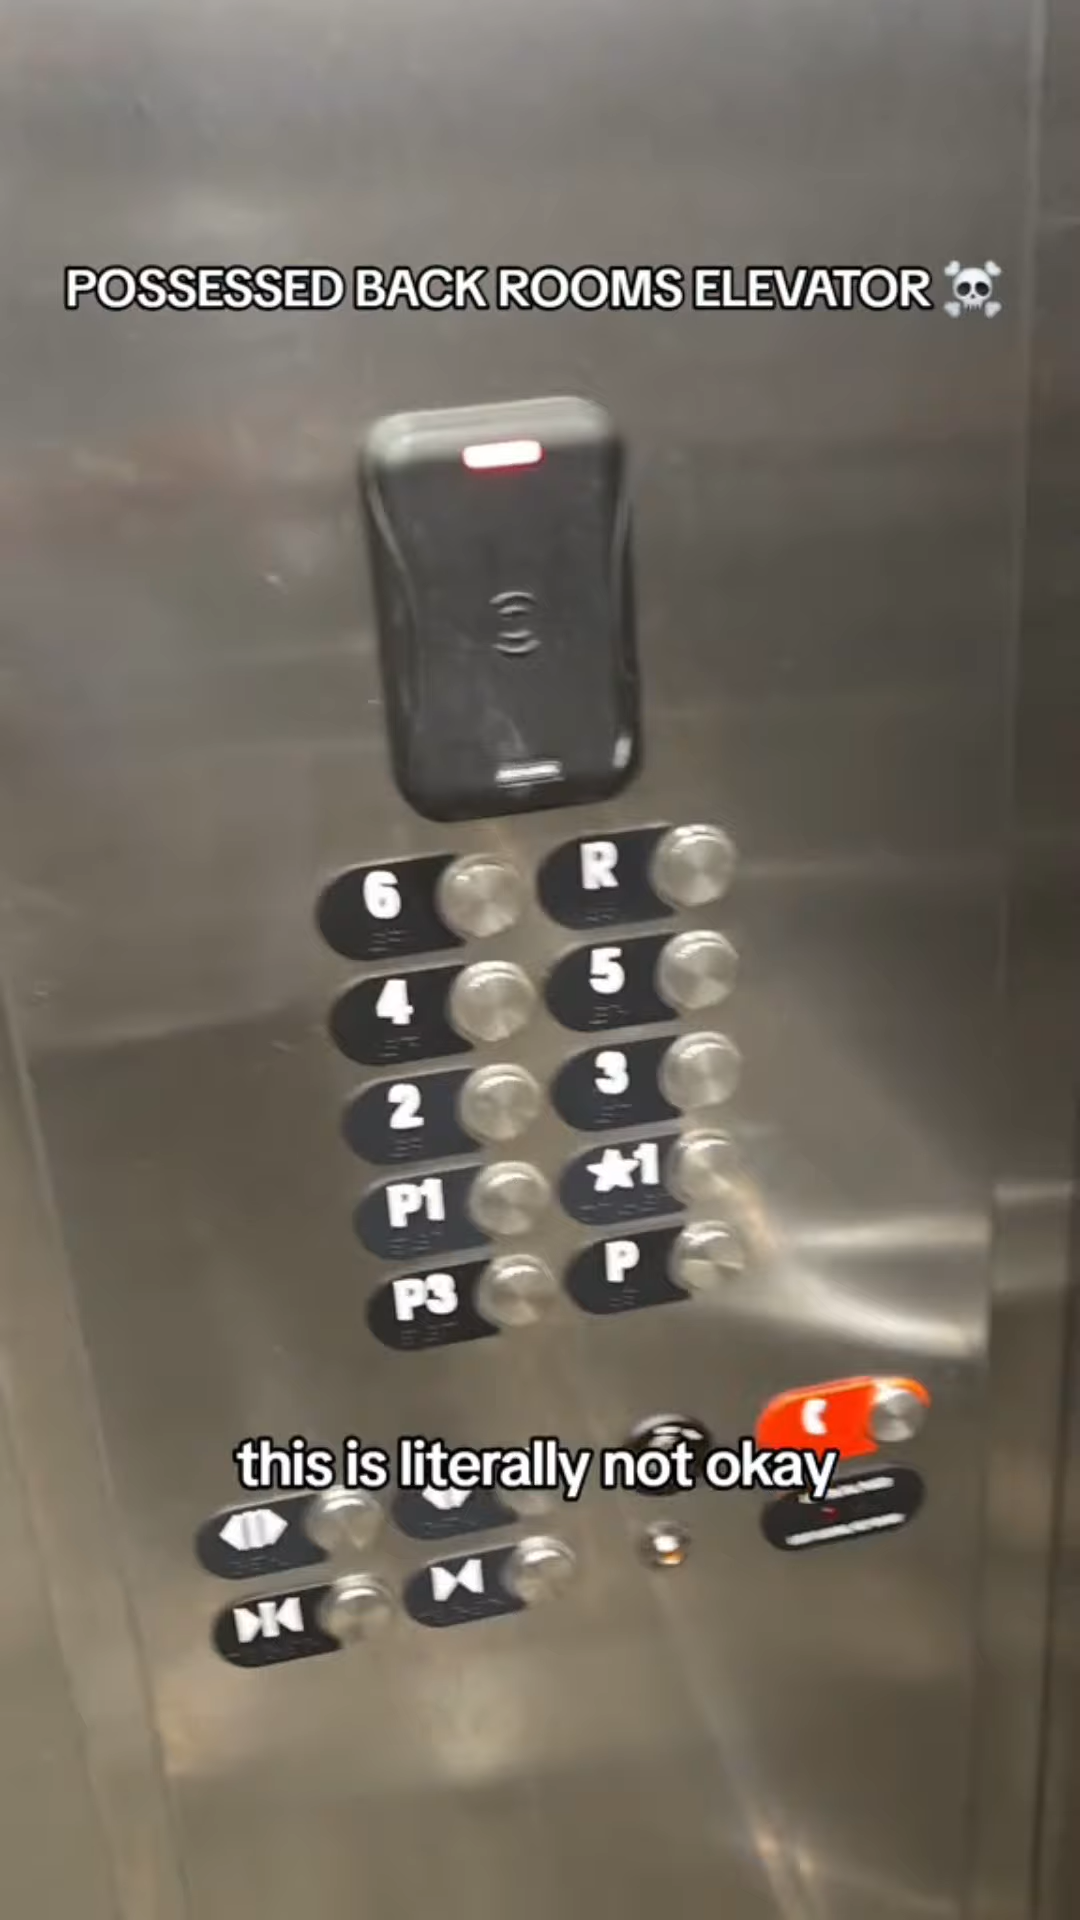 POSSESSED BACK ROOMS ELEVATOR ☠️
6 R
4 5
2 3
P1 ★1
P3 P
this is literally not okay